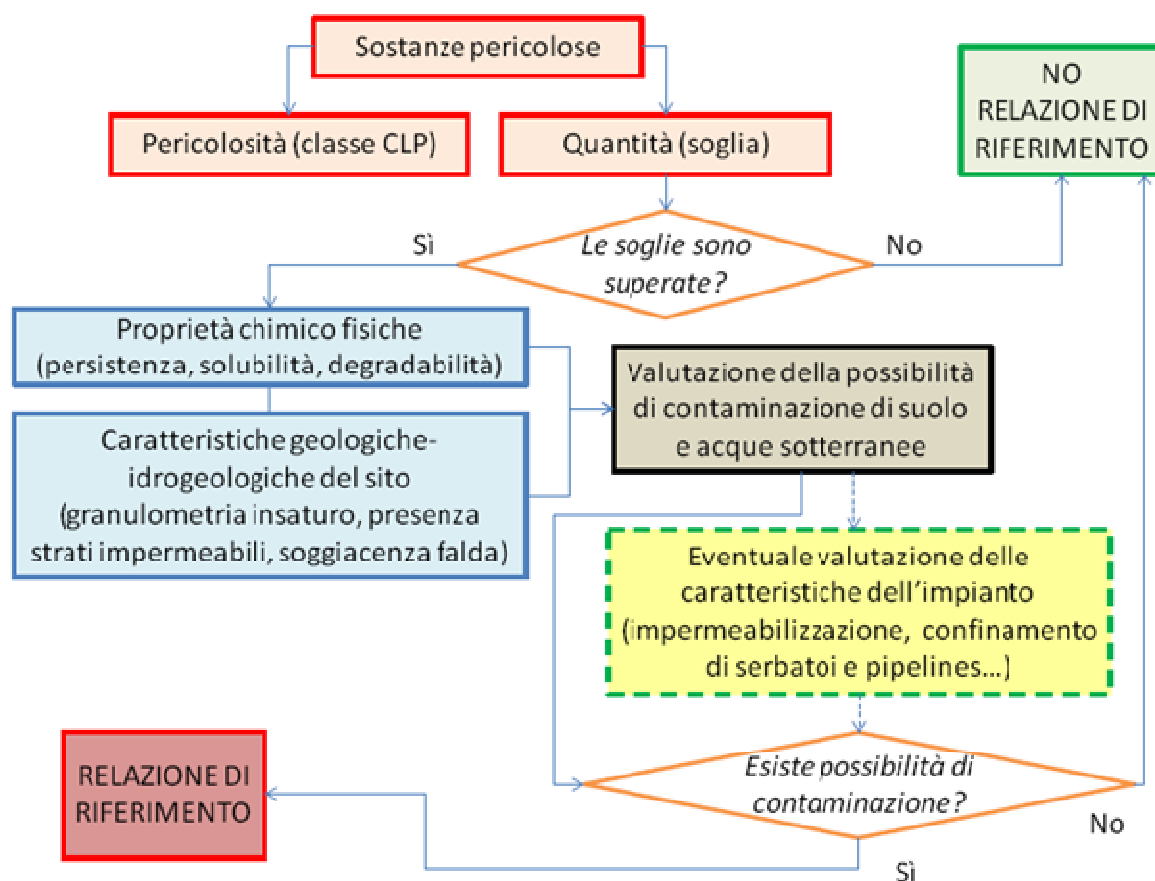 Sostanze pericolose
NO
RELAZIONE DI
RIFERIMENTO
Pericolosità (classe CLP)
Quantità (soglia)
Sì
Le soglie sono
superate?
No
Proprietà chimico fisiche
(persistenza, solubilità, degradabilità)
Valutazione della possibilità
di contaminazione di suolo
e acque sotterranee
Caratteristiche geologiche-
idrogeologiche del sito
(granulometria insaturo, presenza
strati impermeabili, soggiacenza falda)
Eventuale valutazione delle
caratteristiche dell'impianto
(impermeabilizzazione, confinamento
di serbatoi e pipelines...)
Esiste possibilità di
contaminazione?
No
Sì
RELAZIONE DI
RIFERIMENTO